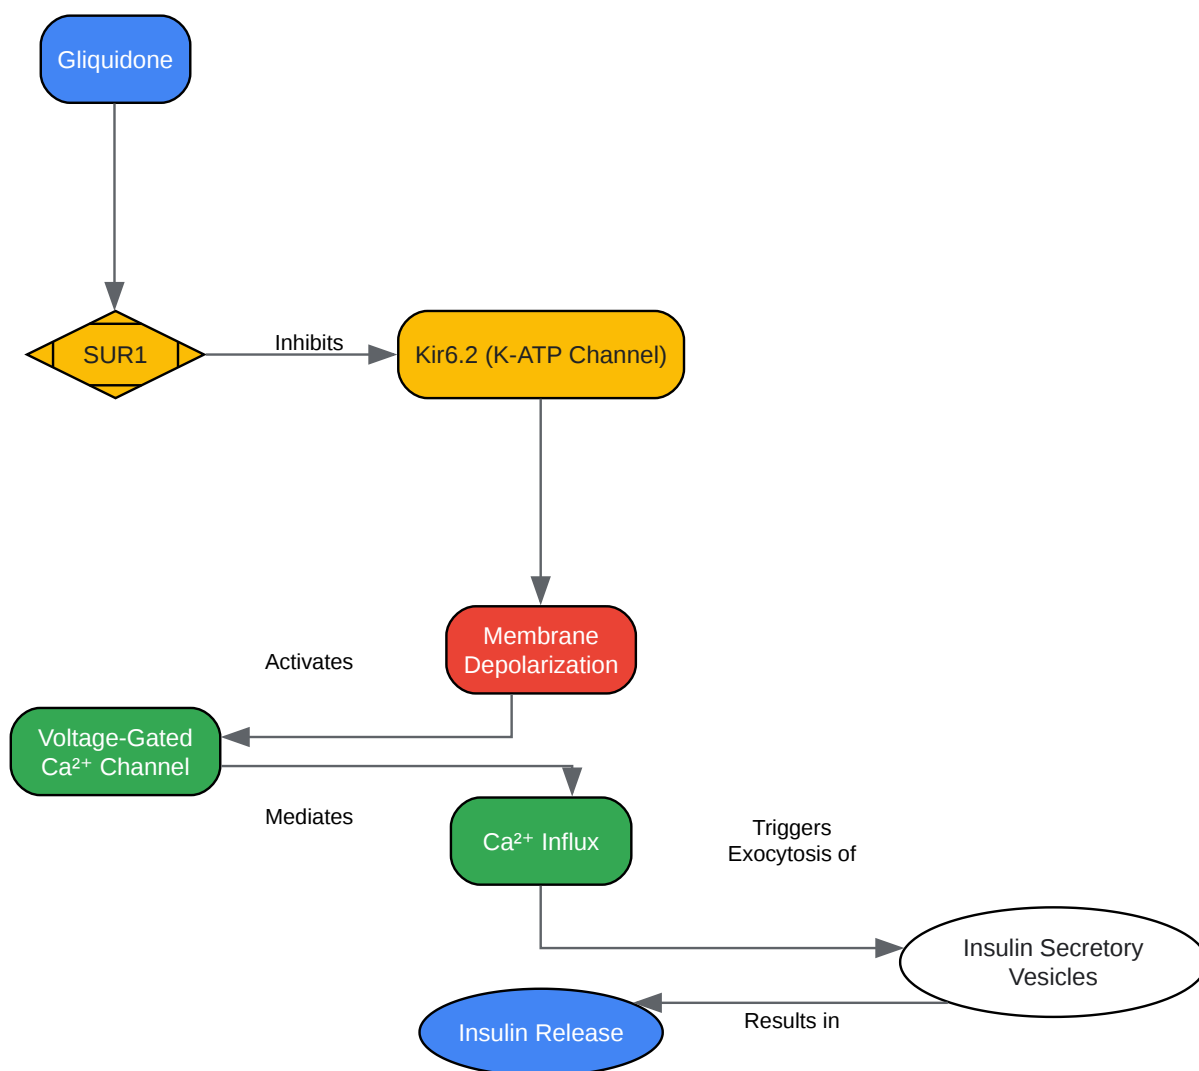 Gliquidone
SUR1
Inhibits
Kir6.2 (K-ATP Channel)
Membrane
Depolarization
Activates
Voltage-Gated
Ca²⁺ Channel
Mediates
Ca²⁺ Influx
Triggers
Exocytosis of
Insulin Secretory
Vesicles
Results in
Insulin Release